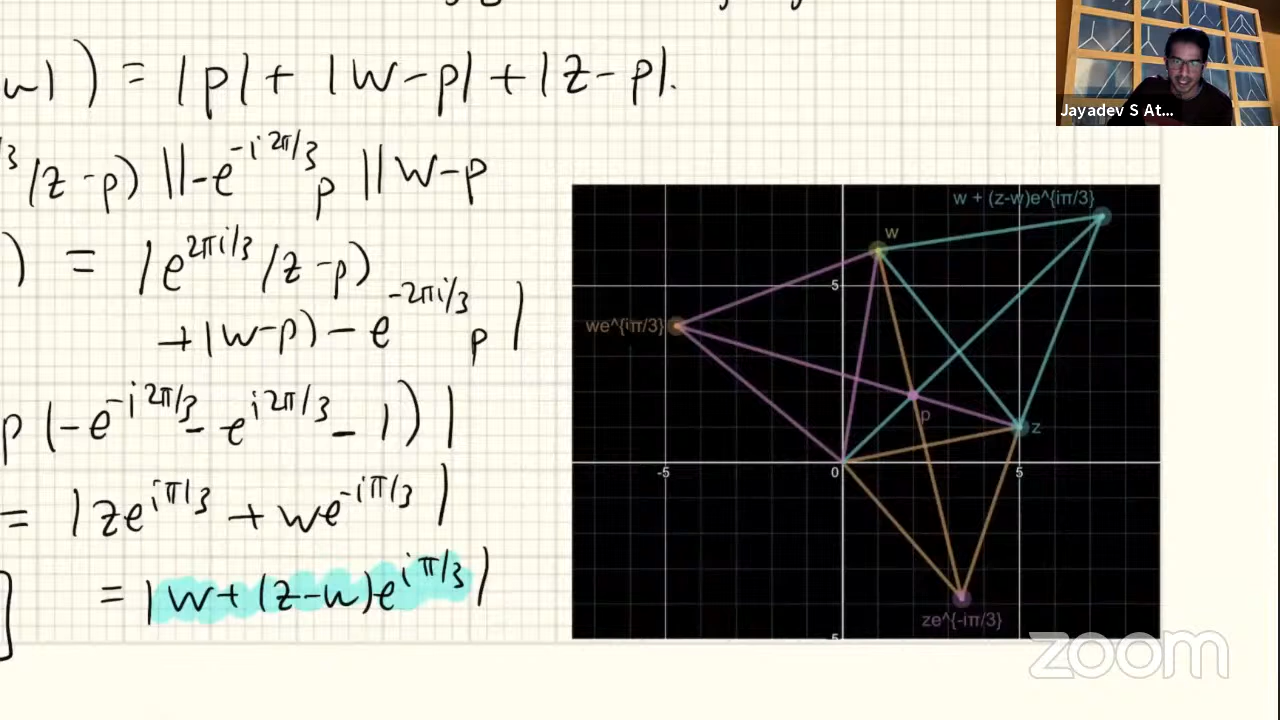 w|) = |p| + |w-p| + |z-p|.
Jayadev S At...
/3 (z-p) || -e^{-i2π/3} p || w-p
) = |e^{2πi/3} (z-p)
+ (w-p) - e^{-2πi/3} p|
p (-e^{-i2π/3} - e^{i2π/3} - 1)|
= |ze^{iπ/3} + we^{-iπ/3}|
= |w+(z-w)e^{iπ/3}|
w + (z-w)e^{iπ/3}
w
5
we^{iπ/3}
p
z
-5
0
5
ze^{-iπ/3}
5
zoom